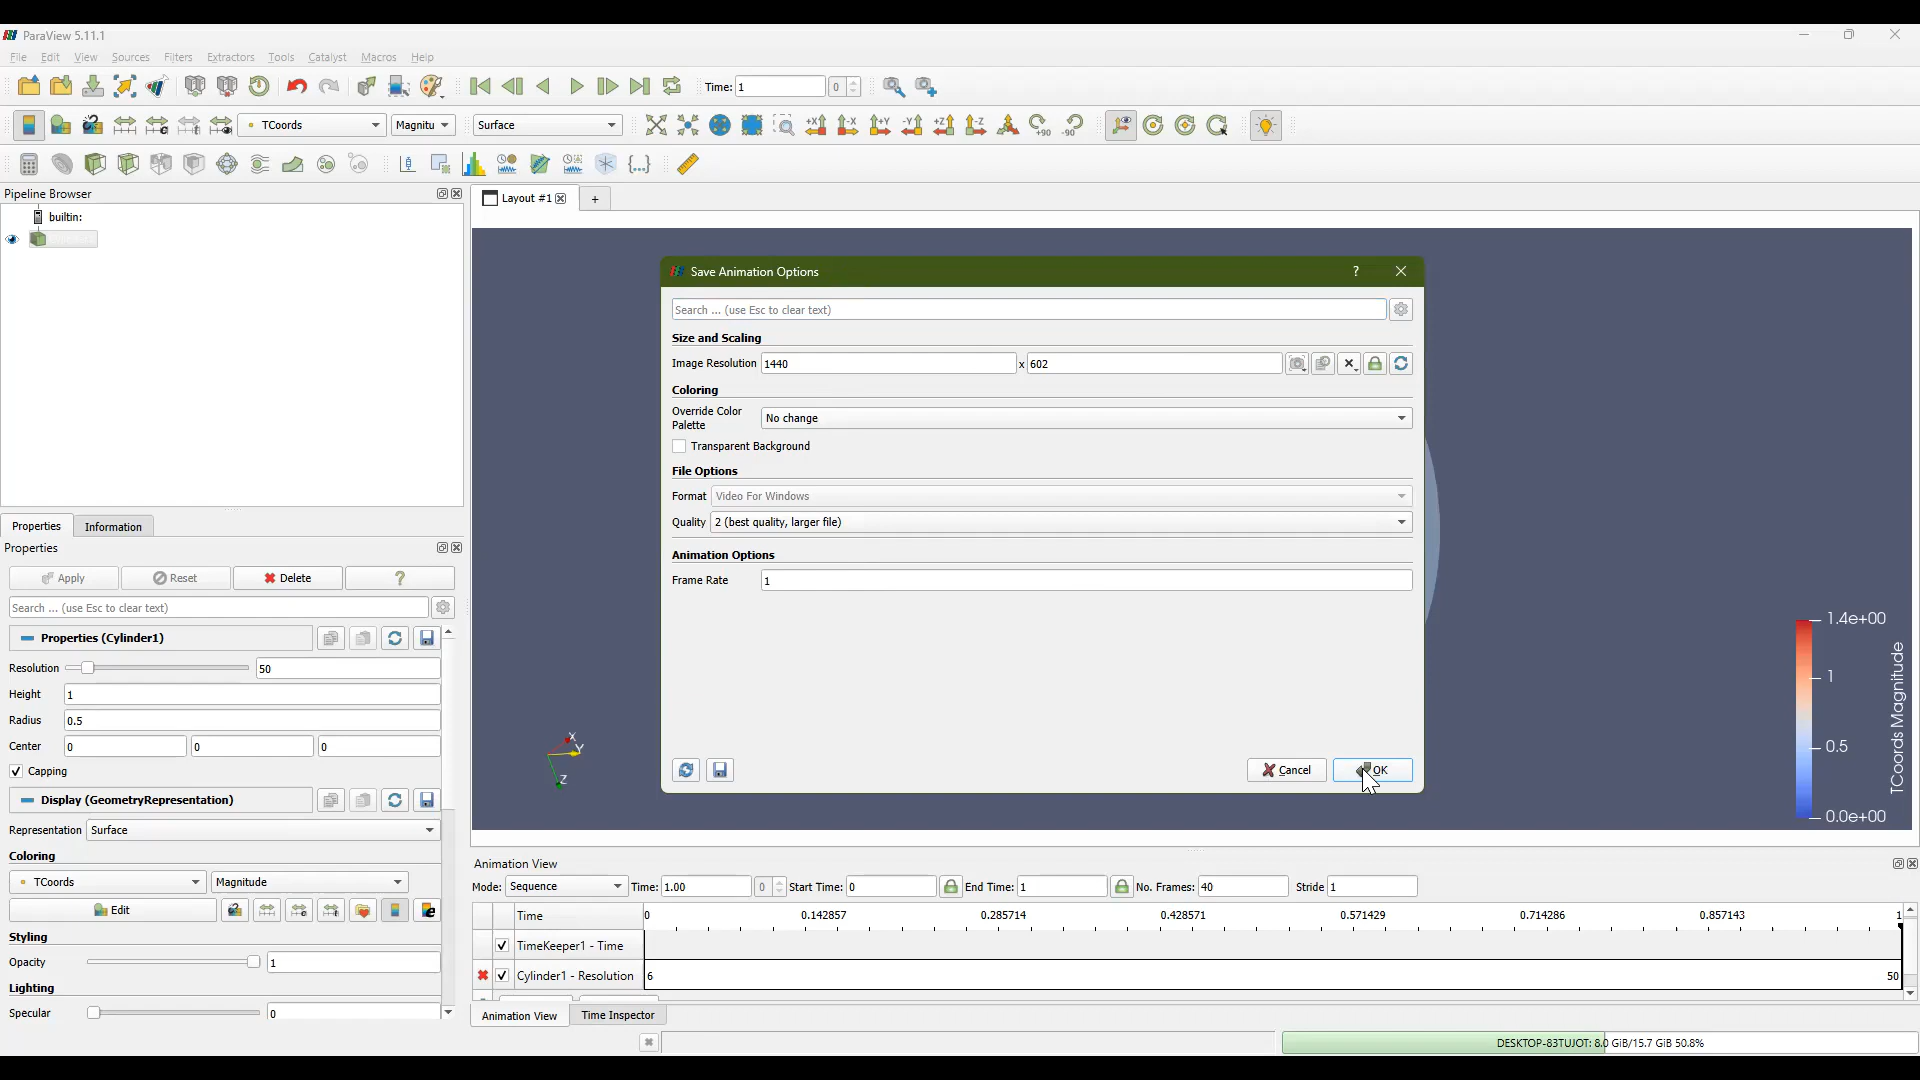 ParaView 5.11.1
File Edit View Sources Filters Extractors Tools Catalyst Macros Help
Time: 1 0
TCoords Magnitu Surface +X -X +Y -Y +Z -Z +90 -90
Pipeline Browser
Layout #1 +
builtin:
Save Animation Options ?
Search ... (use Esc to clear text)
Size and Scaling
Image Resolution 1440 x 602
Coloring
Override Color
Palette
No change
Transparent Background
File Options
Format Video For Windows
Quality 2 (best quality, larger file)
Animation Options
Frame Rate 1
Cancel OK
X
Y
Z
1.4e+00
1
0.5
0.0e+00
TCoords Magnitude
Properties Information
Properties
Apply Reset Delete ?
Search ... (use Esc to clear text)
Properties (Cylinder1)
Resolution 50
Height 1
Radius 0.5
Center 0 0 0
Capping
Display (GeometryRepresentation)
Representation Surface
Coloring
TCoords Magnitude
Edit
Styling
Opacity 1
Lighting
Specular 0
Animation View
Mode: Sequence Time: 1.00 0 Start Time: 0 End Time: 1 No. Frames: 40 Stride 1
Time 0 0.142857 0.285714 0.428571 0.571429 0.714286 0.857143 1
TimeKeeper1 - Time
Cylinder1 - Resolution 6 50
Animation View Time Inspector
DESKTOP-83TUJOT: 8.0 GiB/15.7 GiB 50.8%